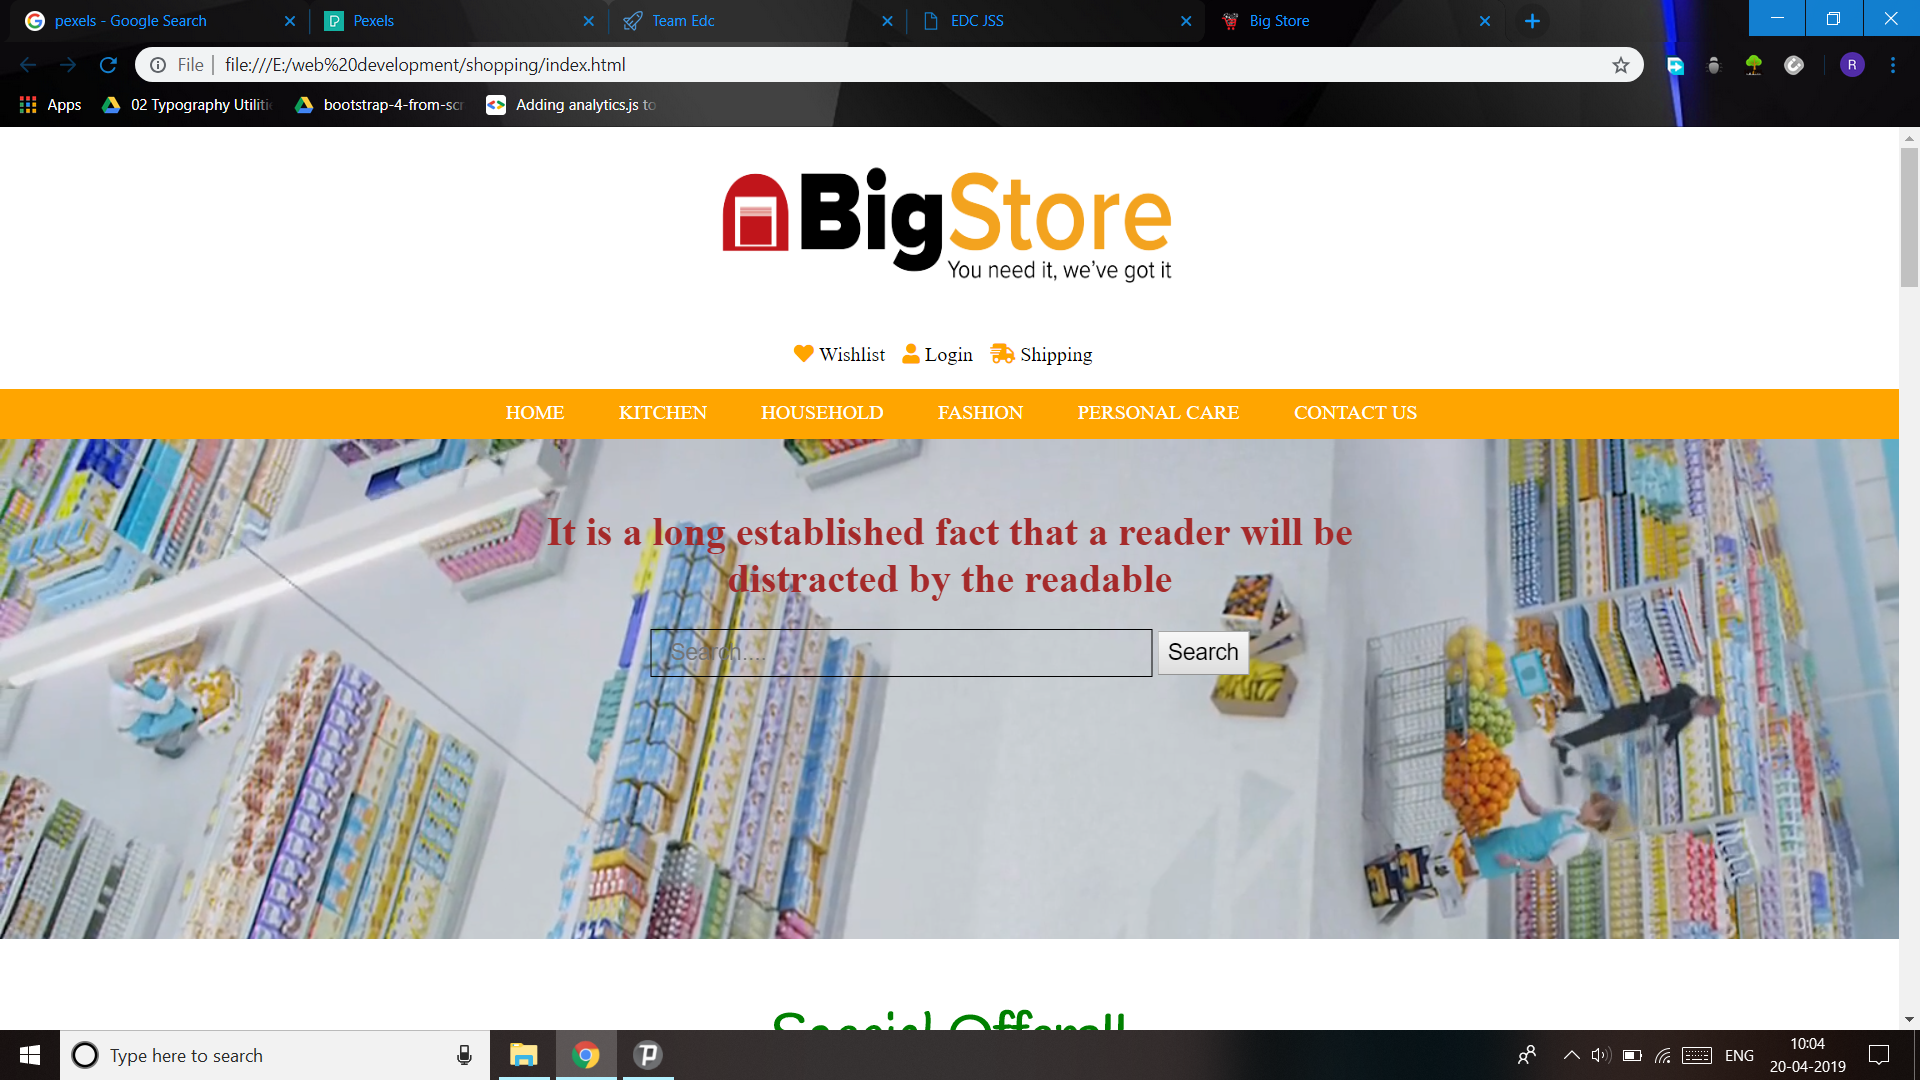 pexels - Google Search
Pexels
Team Edc
EDC JSS
Big Store
File
file:///E:/web%20development/shopping/index.html
R
Apps
02 Typography Utiliti
bootstrap-4-from-scr
Adding analytics.js to
BigStore
You need it, we've got it
Wishlist
Login
Shipping
HOME
KITCHEN
HOUSEHOLD
FASHION
PERSONAL CARE
CONTACT US
It is a long established fact that a reader will be
distracted by the readable
Search....
Search
Special Offers!!
Type here to search
ENG
10:04
20-04-2019